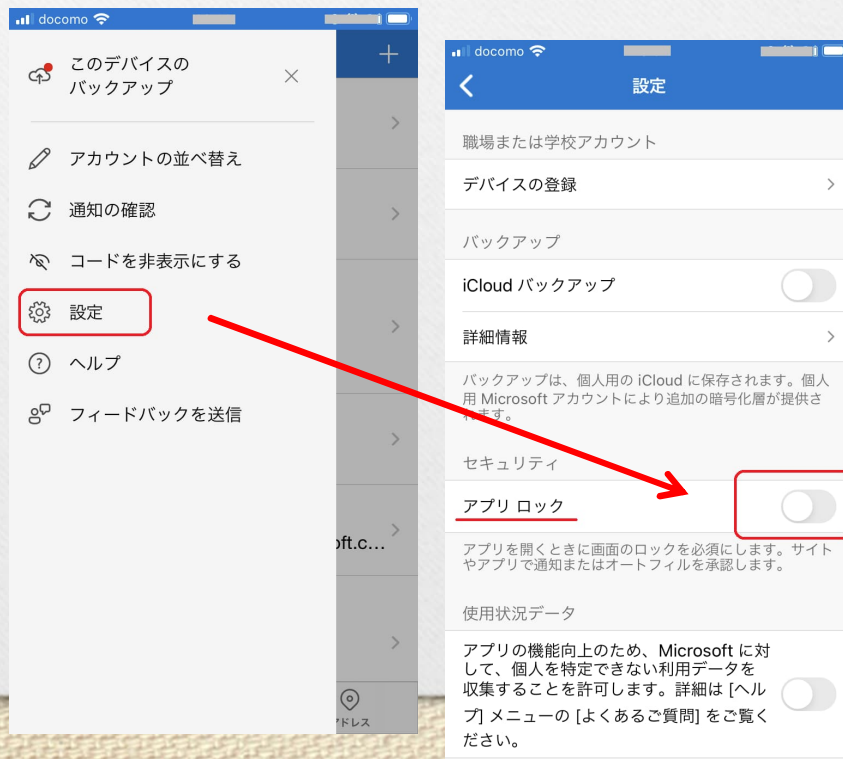 docomo
このデバイスの
バックアップ
アカウントの並べ替え
通知の確認
コードを非表示にする
設定
ヘルプ
フィードバックを送信
oft.c...
ドレス
docomo
設定
職場または学校アカウント
デバイスの登録
バックアップ
iCloud バックアップ
詳細情報
バックアップは、個人用の iCloud に保存されます。個人
用 Microsoft アカウントにより追加の暗号化層が提供さ
れます。
セキュリティ
アプリ ロック
アプリを開くときに画面のロックを必須にします。サイト
やアプリで通知またはオートフィルを承認します。
使用状況データ
アプリの機能向上のため、Microsoft に対
して、個人を特定できない利用データを
収集することを許可します。詳細は [ヘル
プ] メニューの [よくあるご質問] をご覧く
ださい。